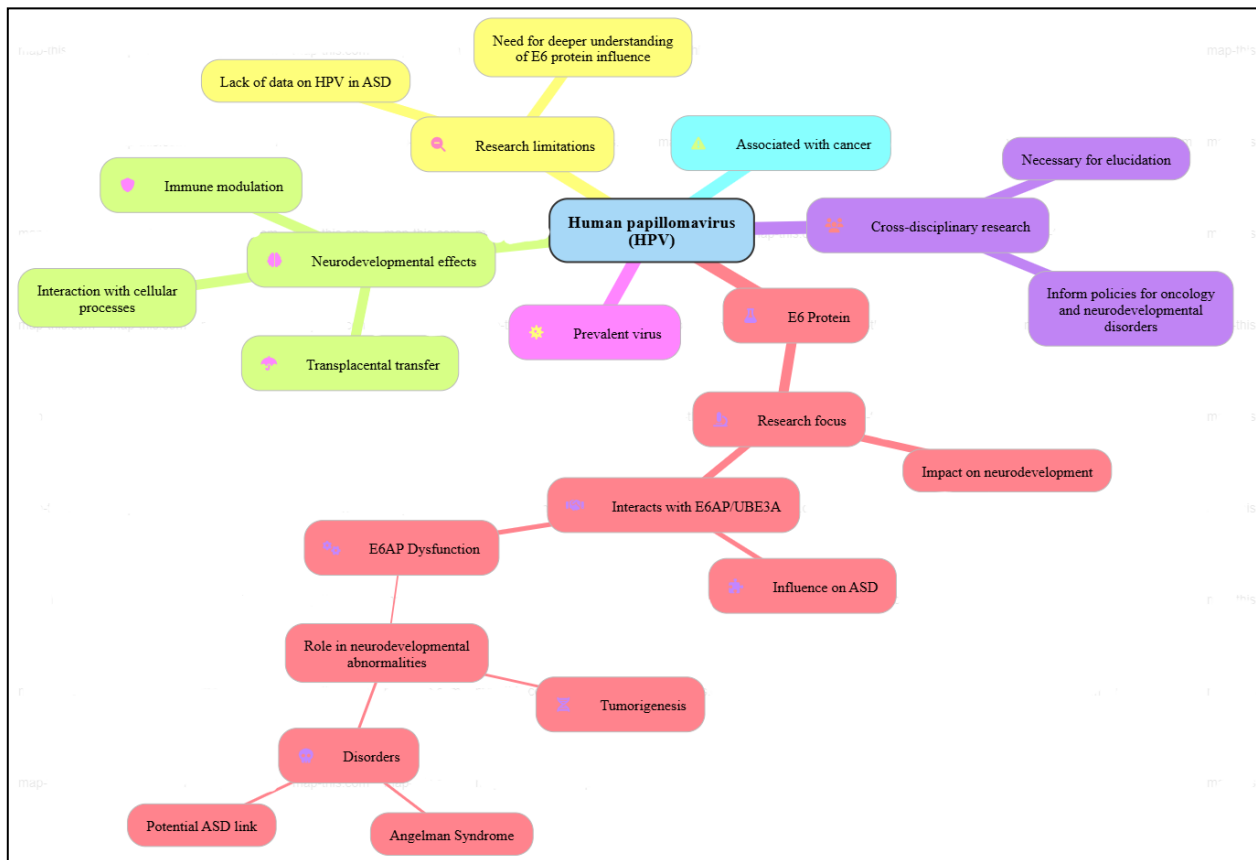 Need for deeper understanding
of E6 protein influence
Lack of data on HPV in ASD
Research limitations
Associated with cancer
Necessary for elucidation
Immune modulation
Human papillomavirus
(HPV)
Cross-disciplinary research
Neurodevelopmental effects
Interaction with cellular
processes
Inform policies for oncology
and neurodevelopmental
disorders
E6 Protein
Prevalent virus
Transplacental transfer
Research focus
Impact on neurodevelopment
Interacts with E6AP/UBE3A
E6AP Dysfunction
Influence on ASD
Role in neurodevelopmental
abnormalities
Tumorigenesis
Disorders
Potential ASD link
Angelman Syndrome